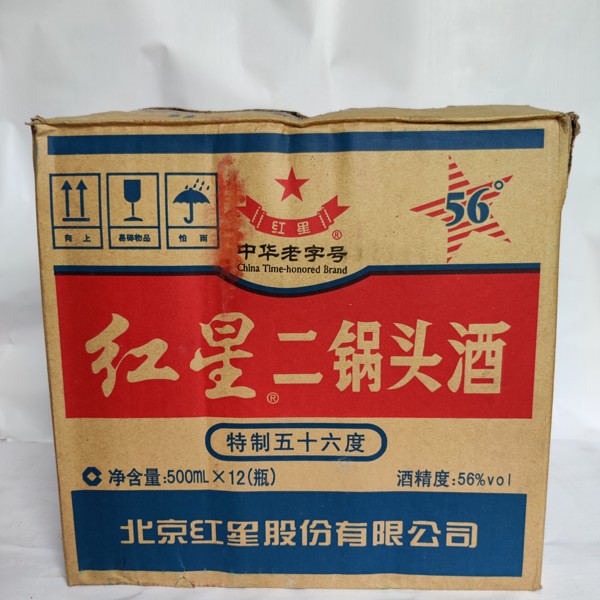 向上
易碎物品
怕雨
红星®
中华老字号
China Time-honored Brand
56°
红星®二锅头酒
特制五十六度
净含量:500mL×12(瓶)
酒精度:56%vol
北京红星股份有限公司